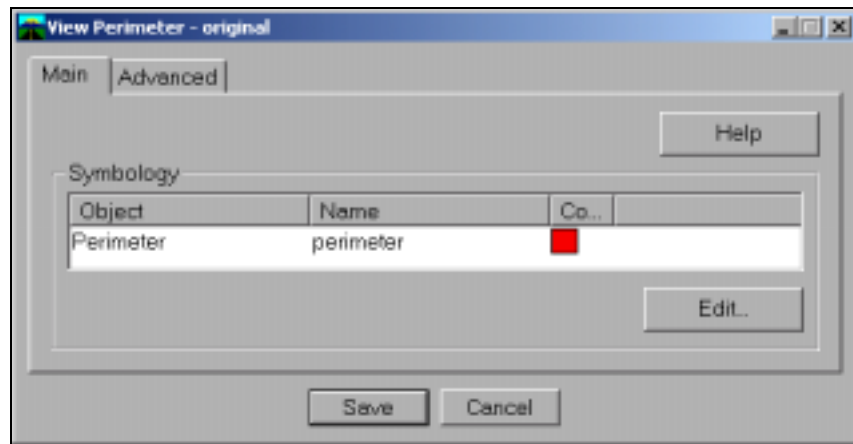 View Perimeter - original
Main Advanced
Help
Symbology
Object Name Co...
Perimeter perimeter
Edit...
Save Cancel